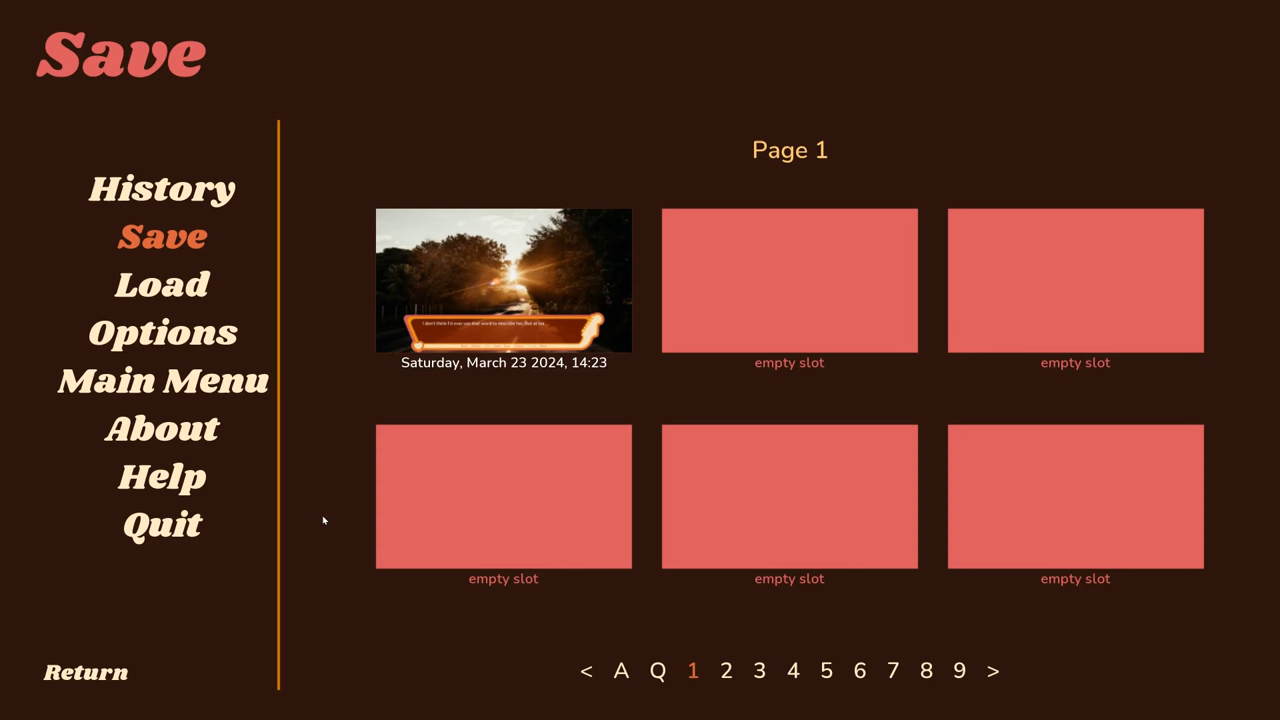 Save
History
Save
Load
Options
Main Menu
About
Help
Quit
Return
Page 1
Saturday, March 23 2024, 14:23
empty slot
empty slot
empty slot
empty slot
empty slot
< A Q 1 2 3 4 5 6 7 8 9 >